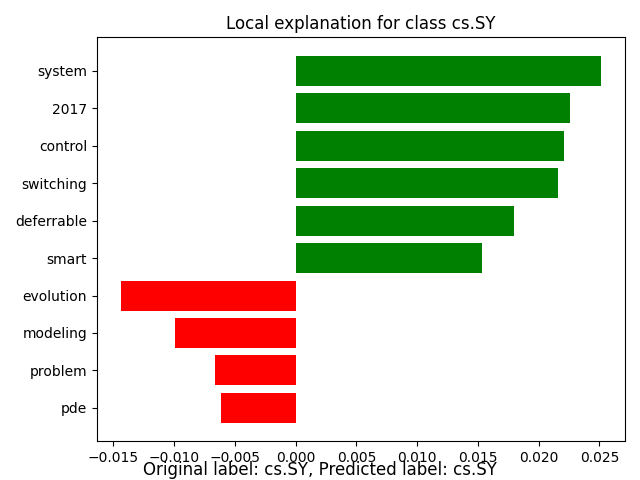 Local explanation for class cs.SY
system
2017
control
switching
deferrable
smart
evolution
modeling
problem
pde
−0.015 −0.010 −0.005 0.000 0.005 0.010 0.015 0.020 0.025
Original label: cs.SY, Predicted label: cs.SY